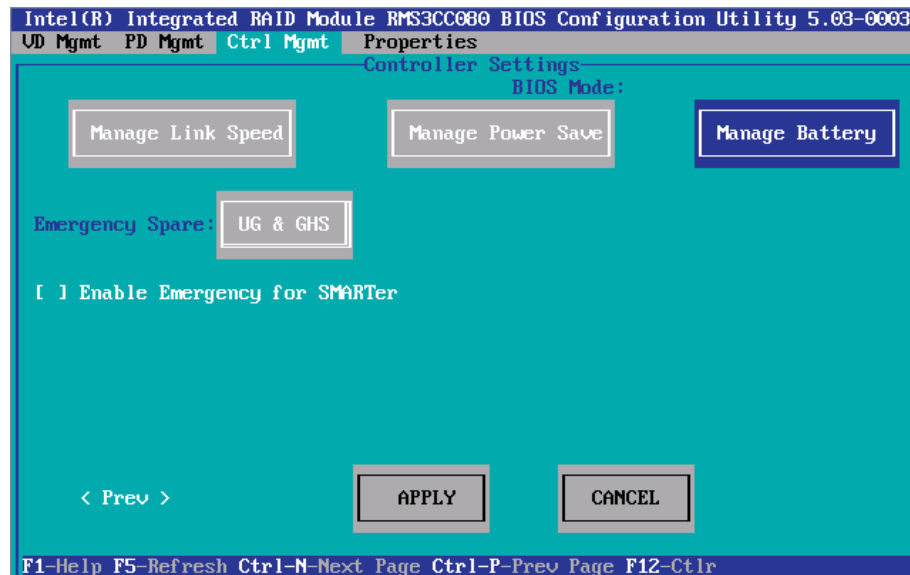 Intel(R) Integrated RAID Module RMS3CC080 BIOS Configuration Utility 5.03-0003
VD Mgmt PD Mgmt Ctrl Mgmt Properties
Controller Settings
BIOS Mode:
Manage Link Speed Manage Power Save Manage Battery
Emergency Spare: UG & GHS
[ ] Enable Emergency for SMARTer
< Prev > APPLY CANCEL
F1-Help F5-Refresh Ctrl-N-Next Page Ctrl-P-Prev Page F12-Ctlr